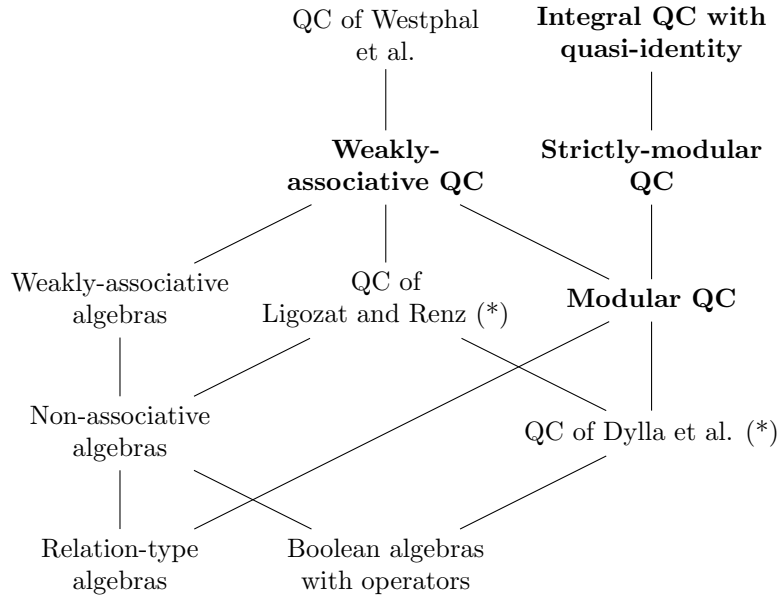 QC of Westphal
et al.
Integral QC with
quasi-identity
Weakly-
associative QC
Strictly-modular
QC
Weakly-associative
algebras
QC of
Ligozat and Renz (*)
Modular QC
Non-associative
algebras
QC of Dylla et al. (*)
Relation-type
algebras
Boolean algebras
with operators